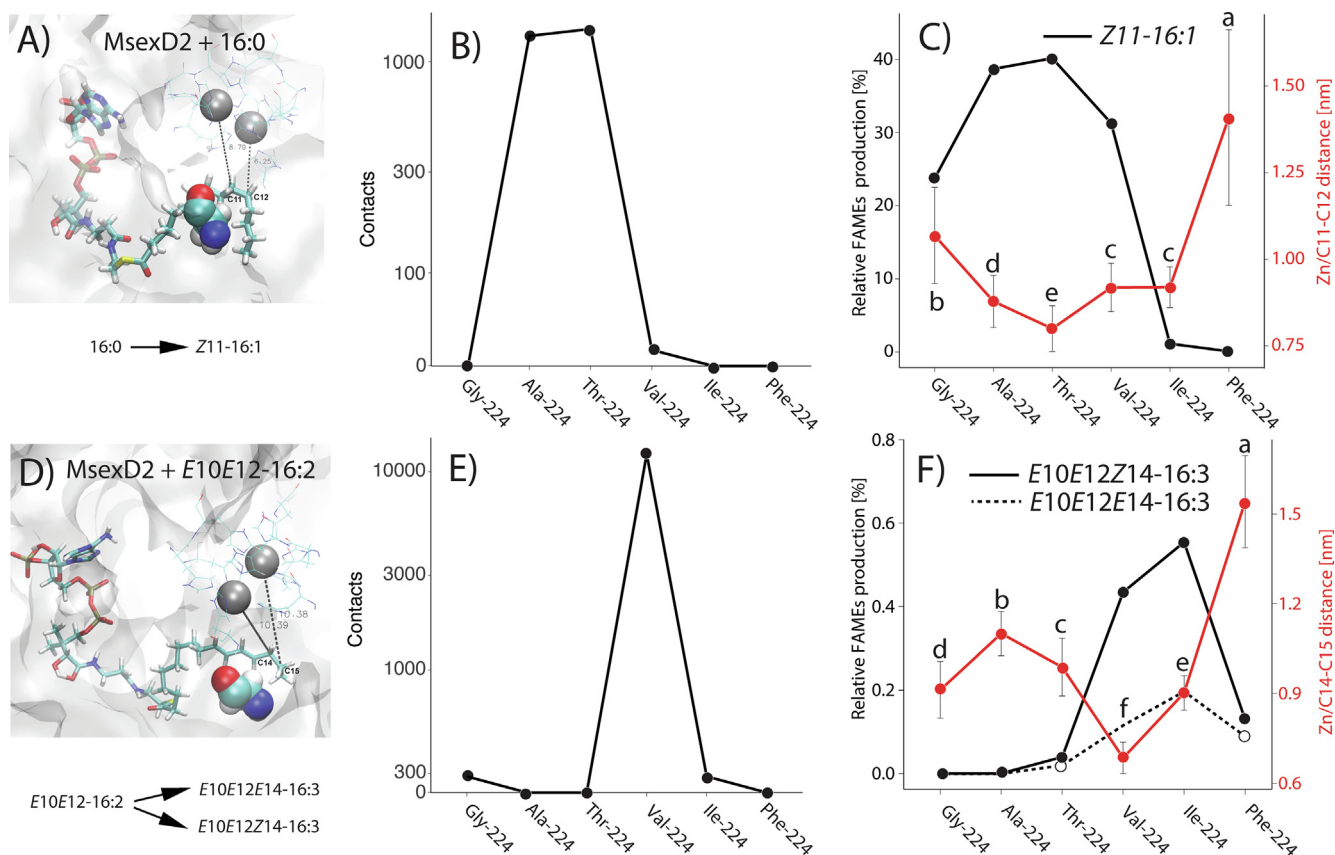 A)
MsexD2 + 16:0
8.79
6.25
C11
C12
16:0
Z11-16:1
B)
Contacts
1000
300
100
0
Gly-224
Ala-224
Thr-224
Val-224
Ile-224
Phe-224
C)
Z11-16:1
Relative FAMEs production [%]
40
30
20
10
0
b
d
e
c
c
a
Zn/C11-C12 distance [nm]
1.50
1.25
1.00
0.75
Gly-224
Ala-224
Thr-224
Val-224
Ile-224
Phe-224
D)
MsexD2 + E10E12-16:2
10.38
10.39
C14
C15
E10E12-16:2
E10E12E14-16:3
E10E12Z14-16:3
E)
Contacts
10000
3000
1000
300
0
Gly-224
Ala-224
Thr-224
Val-224
Ile-224
Phe-224
F)
E10E12Z14-16:3
E10E12E14-16:3
Relative FAMEs production [%]
0.8
0.6
0.4
0.2
0.0
d
b
c
f
e
a
Zn/C14-C15 distance [nm]
1.5
1.2
0.9
0.6
Gly-224
Ala-224
Thr-224
Val-224
Ile-224
Phe-224